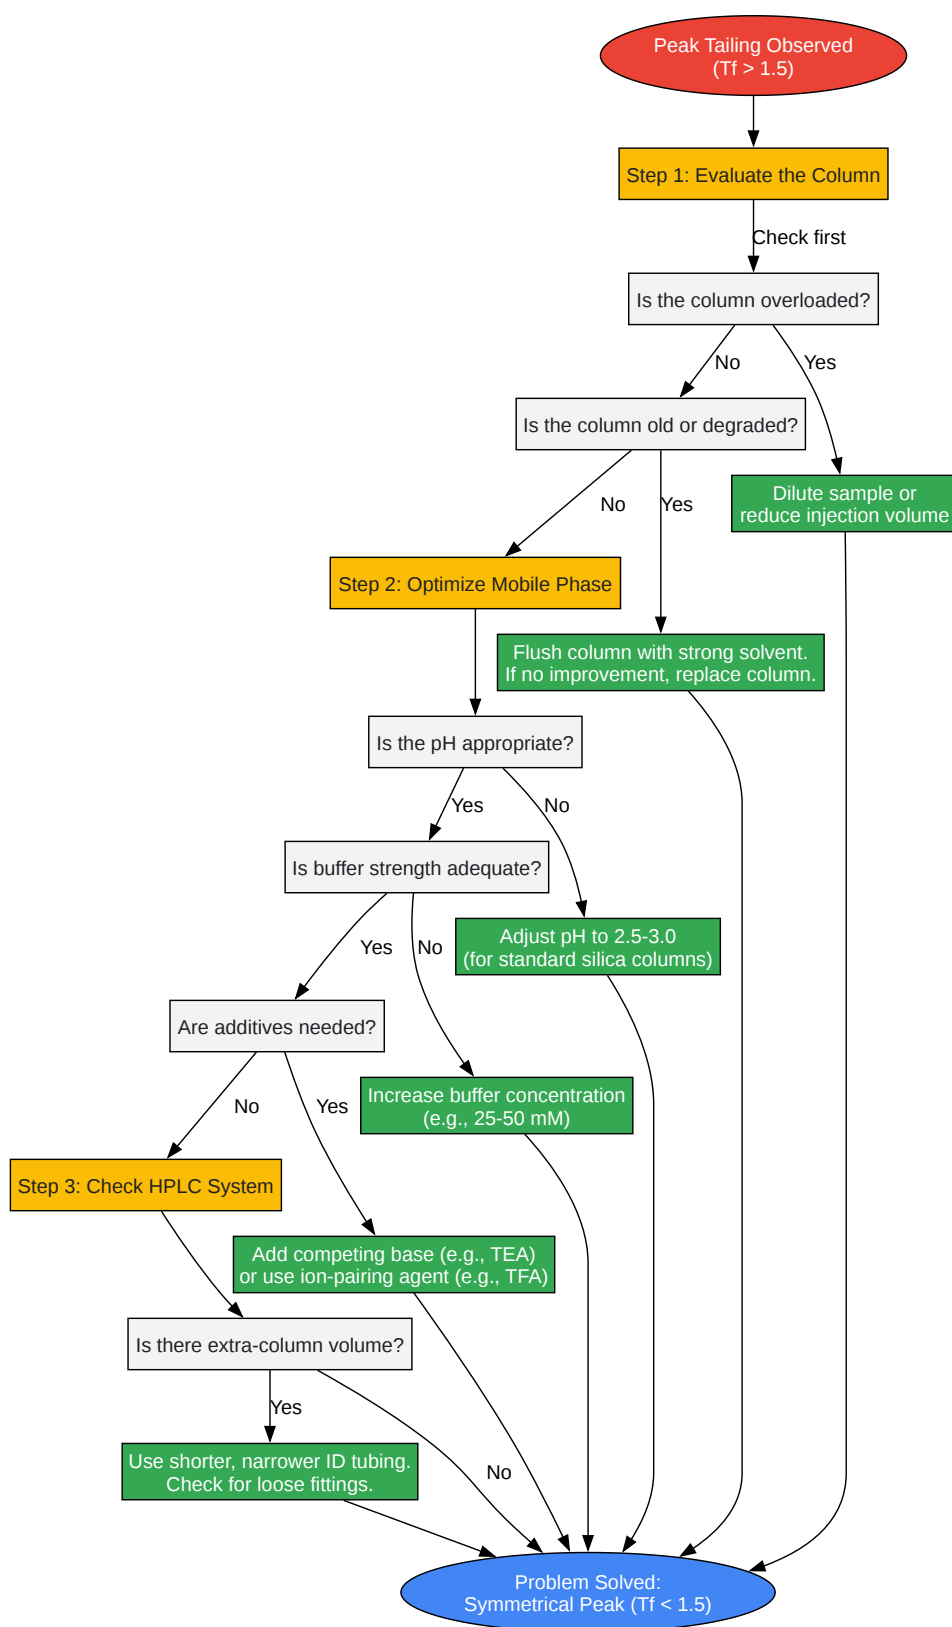 Peak Tailing Observed
(Tf > 1.5)
Step 1: Evaluate the Column
Check first
Is the column overloaded?
No
Yes
Is the column old or degraded?
Dilute sample or
reduce injection volume
No
Yes
Step 2: Optimize Mobile Phase
Flush column with strong solvent.
If no improvement, replace column.
Is the pH appropriate?
Yes
No
Is buffer strength adequate?
Adjust pH to 2.5-3.0
(for standard silica columns)
Yes
No
Are additives needed?
Increase buffer concentration
(e.g., 25-50 mM)
No
Yes
Step 3: Check HPLC System
Add competing base (e.g., TEA)
or use ion-pairing agent (e.g., TFA)
Is there extra-column volume?
Yes
No
Use shorter, narrower ID tubing.
Check for loose fittings.
Problem Solved:
Symmetrical Peak (Tf < 1.5)